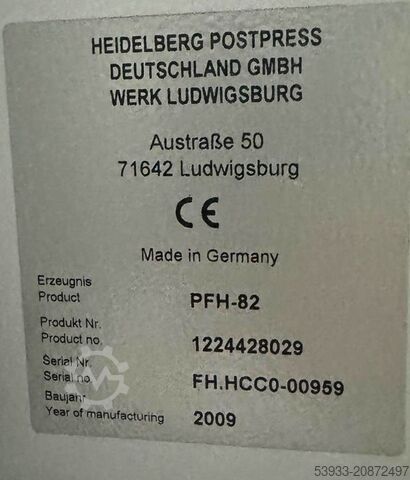 HEIDELBERG POSTPRESS
DEUTSCHLAND GMBH
WERK LUDWIGSBURG
Austraße 50
71642 Ludwigsburg
CE
Made in Germany
Erzeugnis
Product PFH-82
Produkt Nr.
Product no. 1224428029
Serial Nr.
Serial no. FH.HCC0-00959
Baujahr
Year of manufacturing 2009
53933-20872497